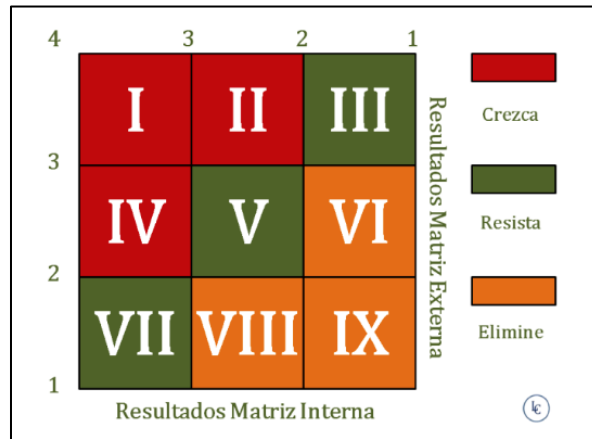 4 3 2 1
I II III
Crezca
3
IV V VI
Resista
2
VII VIII IX
Elimine
1
Resultados Matriz Externa
Resultados Matriz Interna